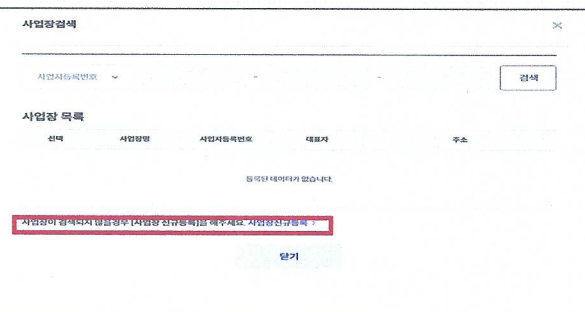 사업장검색
사업자등록번호 - - 검색
사업장 목록
선택 사업장명 사업자등록번호 대표자 주소
등록된 데이터가 없습니다.
사업장이 검색되지 않을경우 [사업장 신규등록]을 해주세요. 사업장신규등록 >
닫기